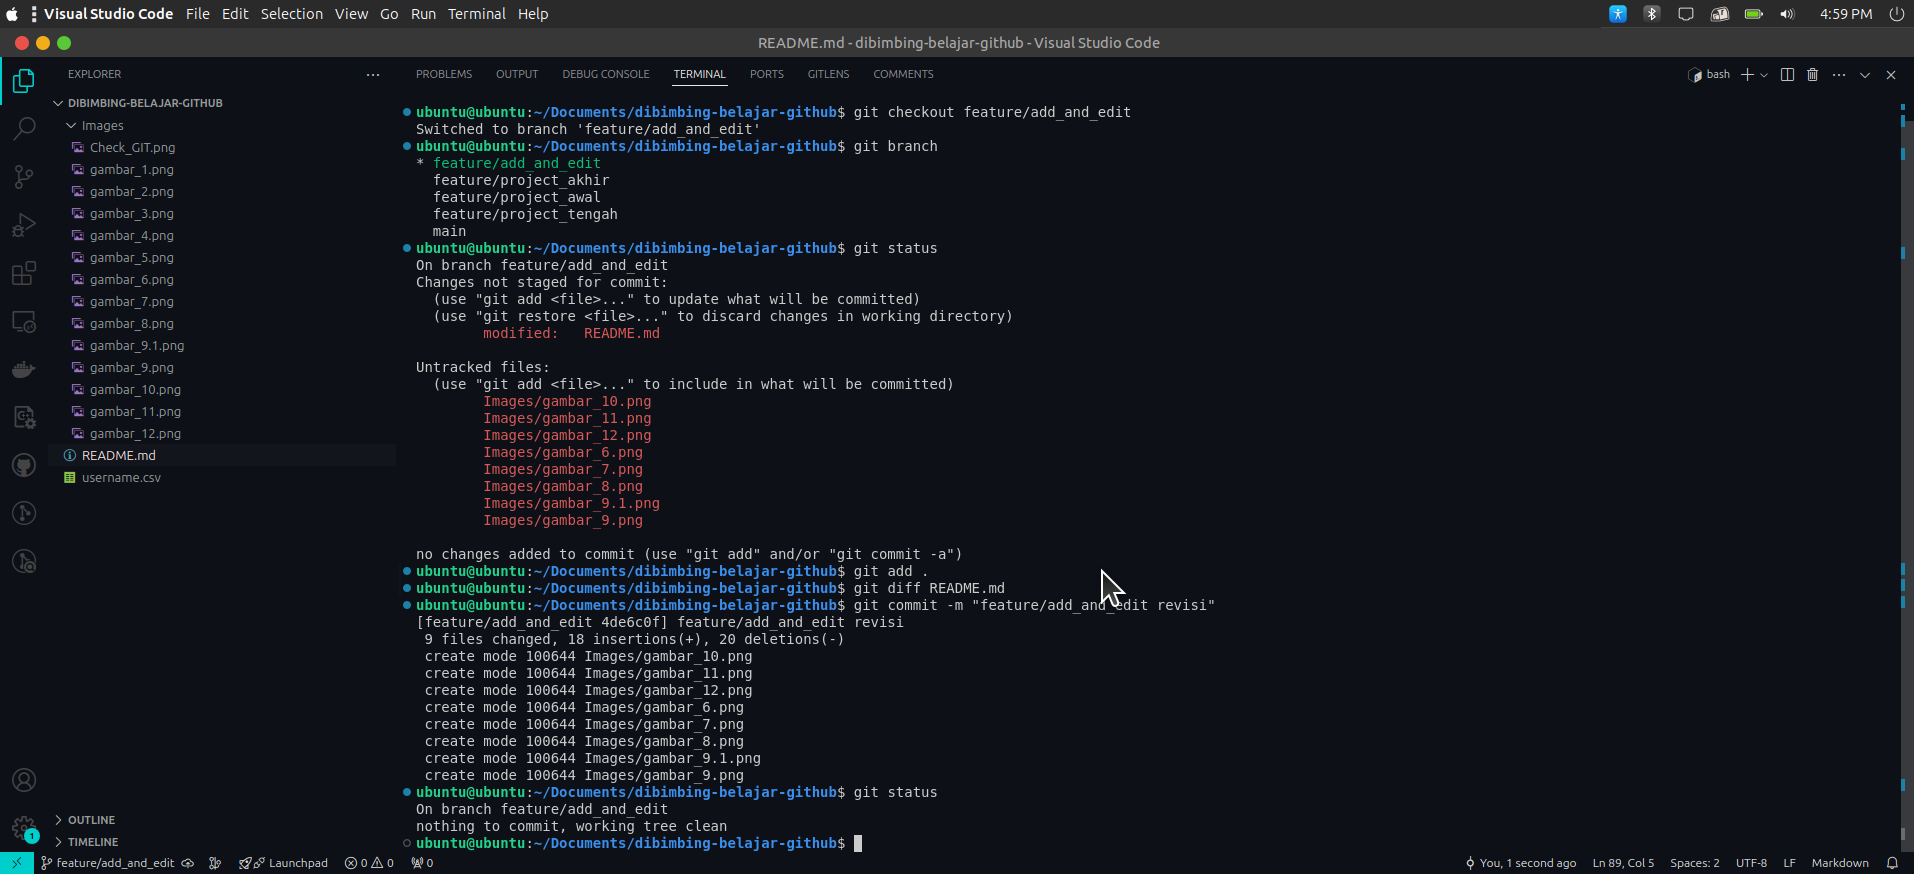 Visual Studio Code File Edit Selection View Go Run Terminal Help 4:59 PM
README.md - dibimbing-belajar-github - Visual Studio Code
EXPLORER
DIBIMBING-BELAJAR-GITHUB
Images
Check_GIT.png
gambar_1.png
gambar_2.png
gambar_3.png
gambar_4.png
gambar_5.png
gambar_6.png
gambar_7.png
gambar_8.png
gambar_9.1.png
gambar_9.png
gambar_10.png
gambar_11.png
gambar_12.png
README.md
username.csv
OUTLINE
TIMELINE
1
PROBLEMS OUTPUT DEBUG CONSOLE TERMINAL PORTS GITLENS COMMENTS bash
ubuntu@ubuntu:~/Documents/dibimbing-belajar-github$ git checkout feature/add_and_edit
Switched to branch 'feature/add_and_edit'
ubuntu@ubuntu:~/Documents/dibimbing-belajar-github$ git branch
* feature/add_and_edit
feature/project_akhir
feature/project_awal
feature/project_tengah
main
ubuntu@ubuntu:~/Documents/dibimbing-belajar-github$ git status
On branch feature/add_and_edit
Changes not staged for commit:
(use "git add <file>..." to update what will be committed)
(use "git restore <file>..." to discard changes in working directory)
modified: README.md
Untracked files:
(use "git add <file>..." to include in what will be committed)
Images/gambar_10.png
Images/gambar_11.png
Images/gambar_12.png
Images/gambar_6.png
Images/gambar_7.png
Images/gambar_8.png
Images/gambar_9.1.png
Images/gambar_9.png
no changes added to commit (use "git add" and/or "git commit -a")
ubuntu@ubuntu:~/Documents/dibimbing-belajar-github$ git add .
ubuntu@ubuntu:~/Documents/dibimbing-belajar-github$ git diff README.md
ubuntu@ubuntu:~/Documents/dibimbing-belajar-github$ git commit -m "feature/add_and_edit revisi"
[feature/add_and_edit 4de6c0f] feature/add_and_edit revisi
9 files changed, 18 insertions(+), 20 deletions(-)
create mode 100644 Images/gambar_10.png
create mode 100644 Images/gambar_11.png
create mode 100644 Images/gambar_12.png
create mode 100644 Images/gambar_6.png
create mode 100644 Images/gambar_7.png
create mode 100644 Images/gambar_8.png
create mode 100644 Images/gambar_9.1.png
create mode 100644 Images/gambar_9.png
ubuntu@ubuntu:~/Documents/dibimbing-belajar-github$ git status
On branch feature/add_and_edit
nothing to commit, working tree clean
ubuntu@ubuntu:~/Documents/dibimbing-belajar-github$
feature/add_and_edit Launchpad 0 0 0 You, 1 second ago Ln 89, Col 5 Spaces: 2 UTF-8 LF Markdown